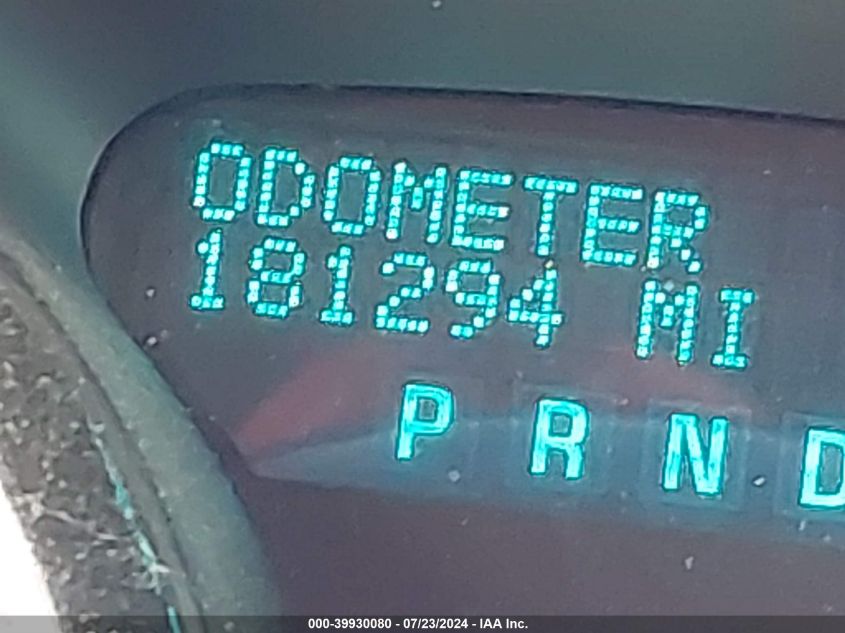 ODOMETER
181294 MI
P R N D
000-39930080 - 07/23/2024 - IAA Inc.